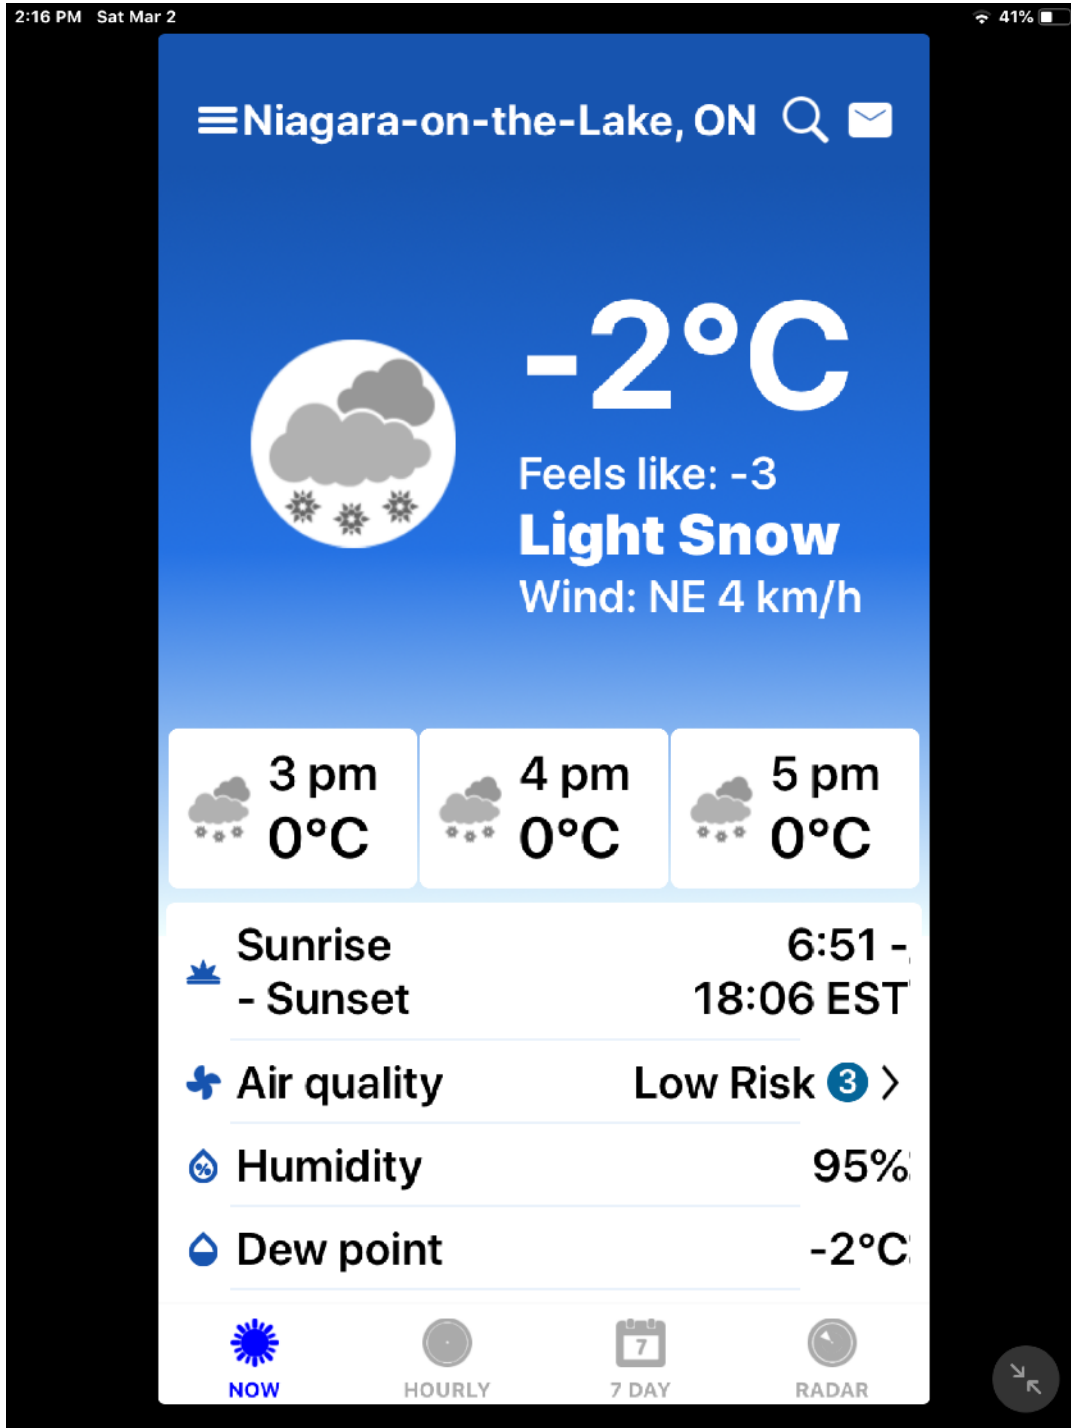 2:16 PM Sat Mar 2 41%
Niagara-on-the-Lake, ON
-2°C
Feels like: -3
Light Snow
Wind: NE 4 km/h
3 pm
0°C
4 pm
0°C
5 pm
0°C
Sunrise 6:51 -
- Sunset 18:06 EST
Air quality Low Risk 3
% Humidity 95%
Dew point -2°C
7
NOW HOURLY 7 DAY RADAR